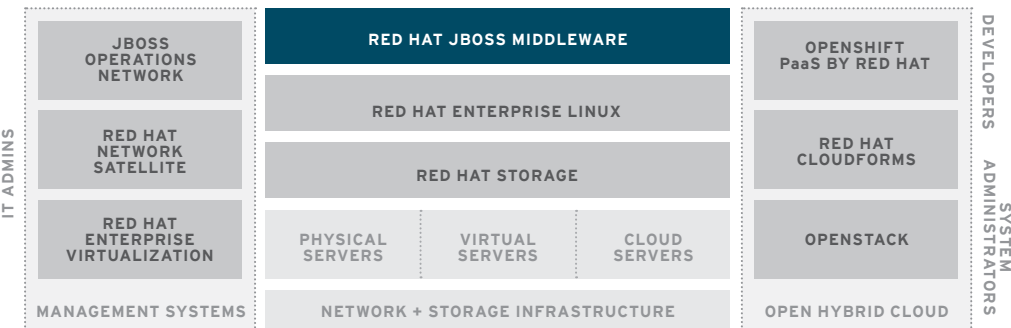 IT ADMINS
JBOSS
OPERATIONS
NETWORK
RED HAT
NETWORK
SATELLITE
RED HAT
ENTERPRISE
VIRTUALIZATION
MANAGEMENT SYSTEMS
RED HAT JBOSS MIDDLEWARE
RED HAT ENTERPRISE LINUX
RED HAT STORAGE
PHYSICAL
SERVERS
VIRTUAL
SERVERS
CLOUD
SERVERS
NETWORK + STORAGE INFRASTRUCTURE
OPENSHIFT
PaaS BY RED HAT
RED HAT
CLOUDFORMS
OPENSTACK
OPEN HYBRID CLOUD
DEVELOPERS
SYSTEM
ADMINISTRATORS